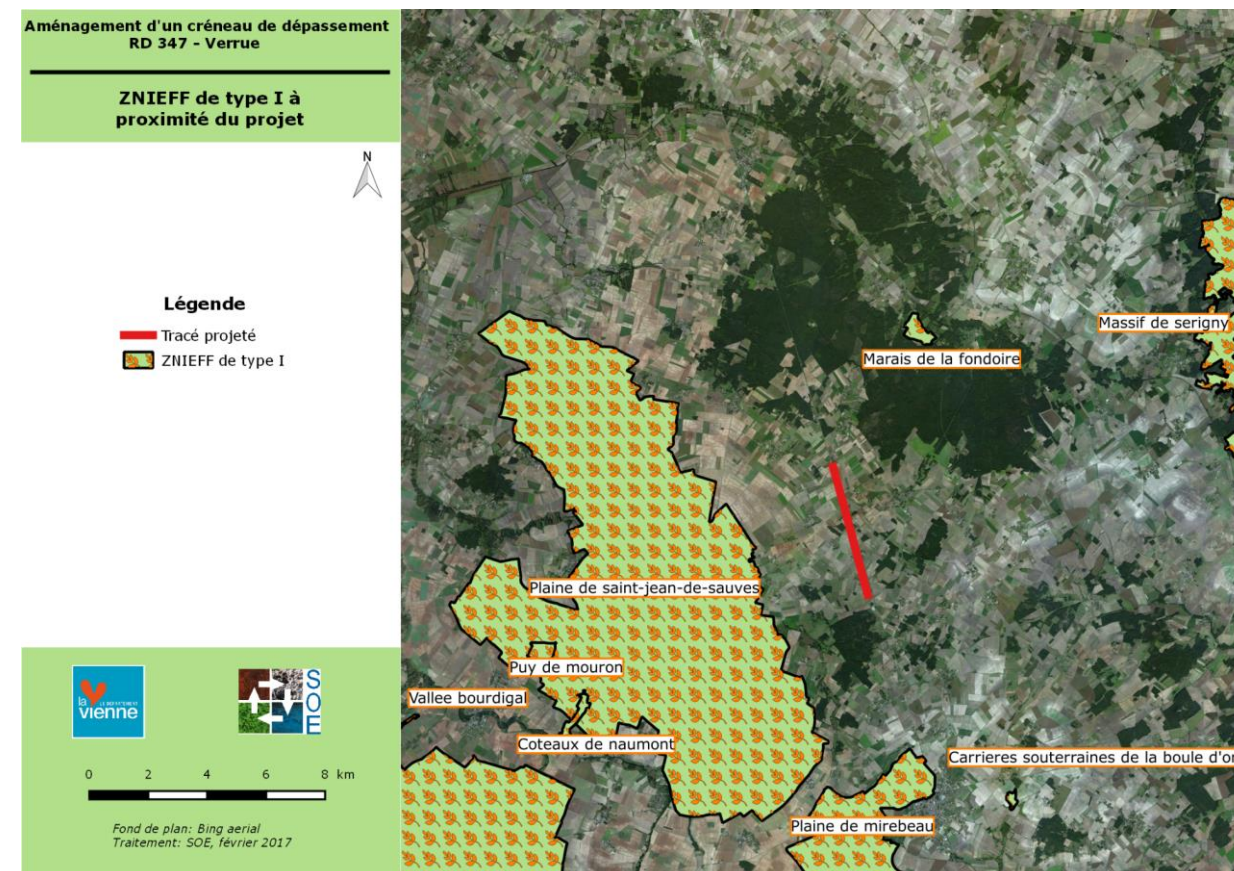 Aménagement d'un créneau de dépassement
RD 347 - Verrue
ZNIEFF de type I à
proximité du projet
N
Légende
Tracé projeté
ZNIEFF de type I
la
LE DÉPARTEMENT
vienne
S
O
E
0 2 4 6 8 km
Fond de plan: Bing aerial
Traitement: SOE, février 2017
Massif de serigny
Marais de la fondoire
Plaine de saint-jean-de-sauves
Puy de mouron
Vallee bourdigal
Coteaux de naumont
Carrieres souterraines de la boule d'or
Plaine de mirebeau